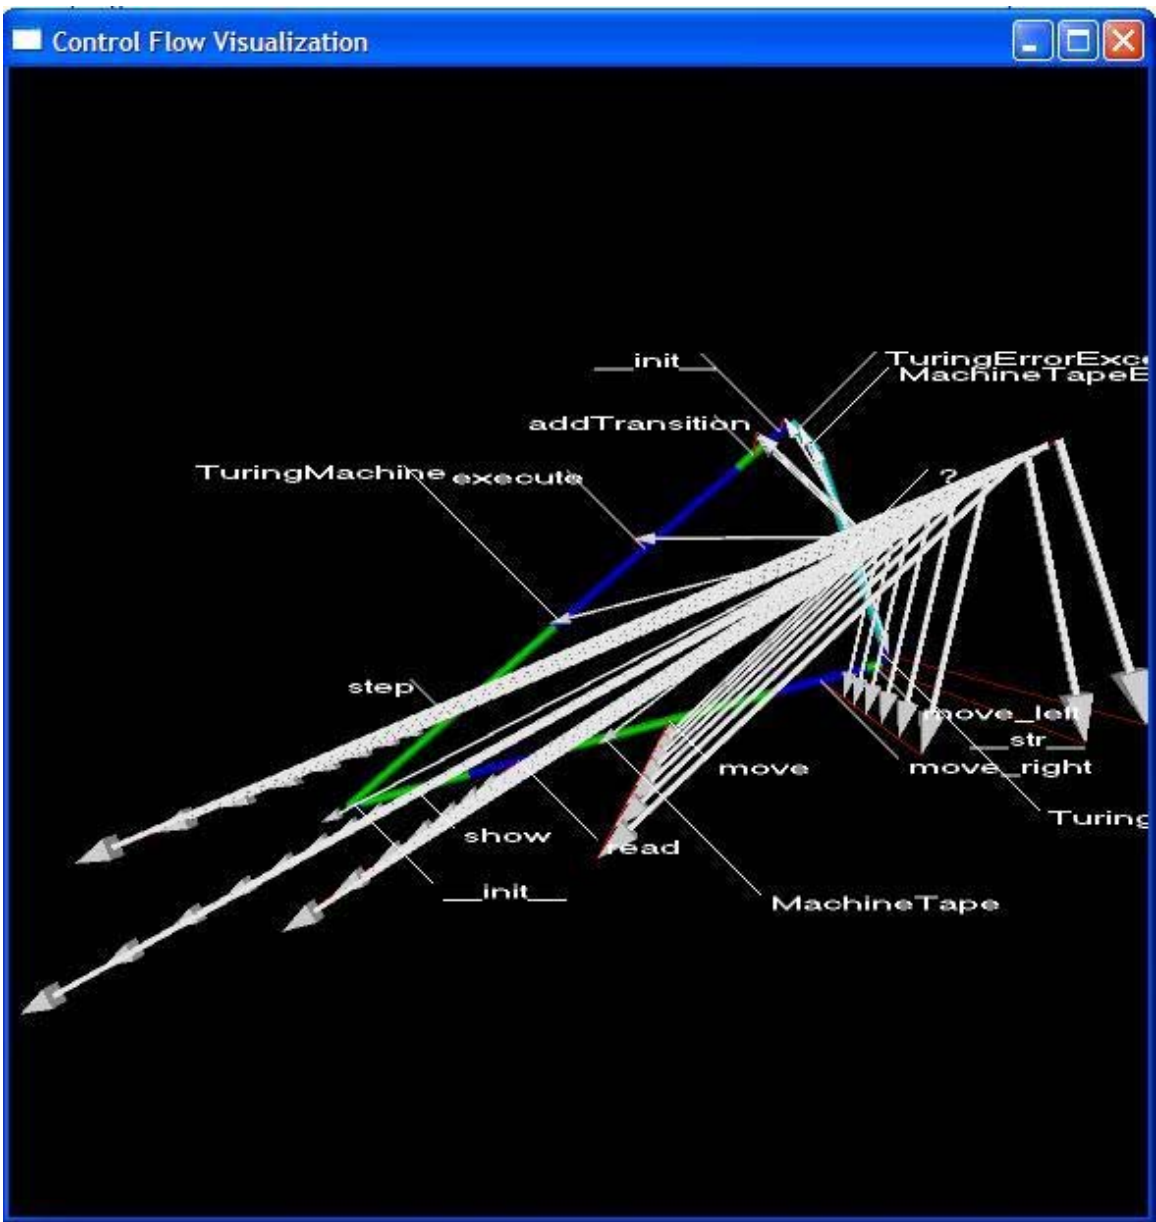 Control Flow Visualization
__init__
TuringErrorExce
MachineTapeE
addTransition
TuringMachine
execute
?
step
move_left
__str__
move
move_right
Turing
show
read
__init__
MachineTape